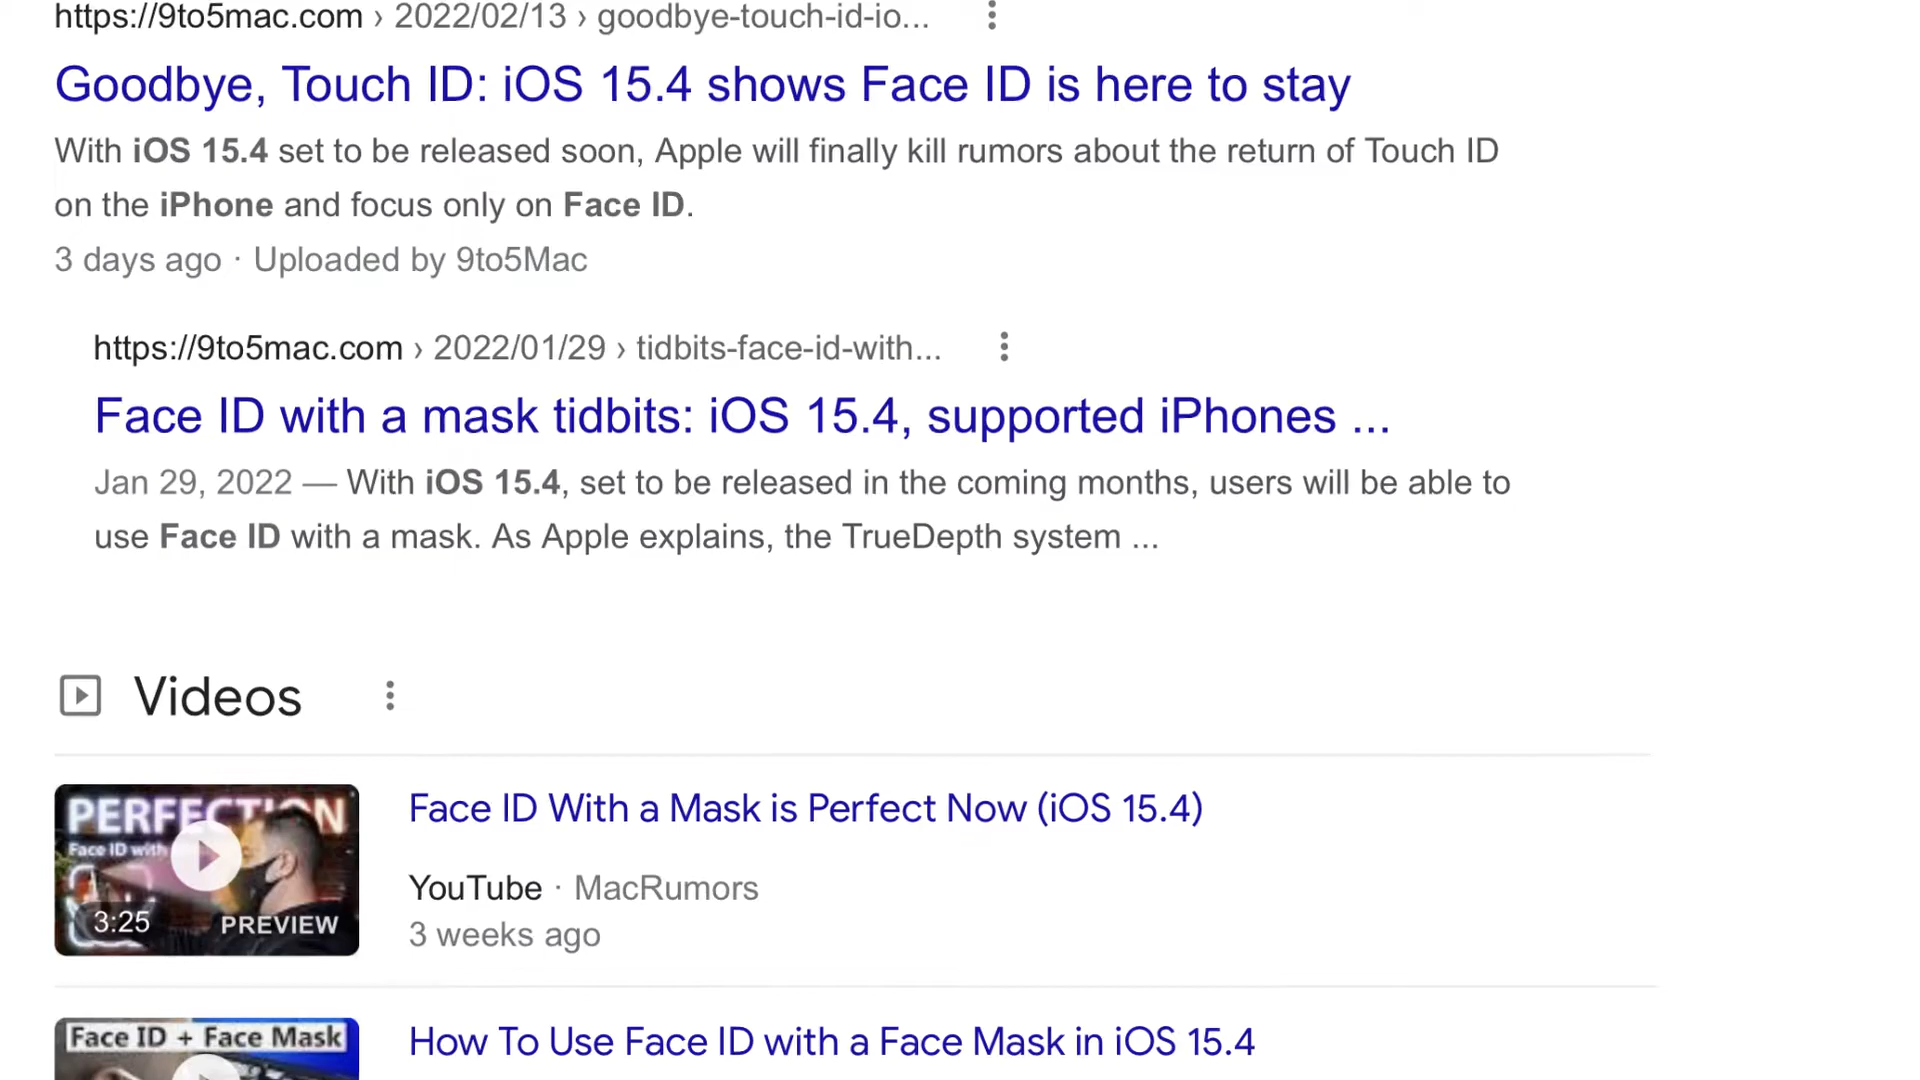 https://9to5mac.com › 2022/02/13 › goodbye-touch-id-io...
Goodbye, Touch ID: iOS 15.4 shows Face ID is here to stay
With iOS 15.4 set to be released soon, Apple will finally kill rumors about the return of Touch ID
on the iPhone and focus only on Face ID.
3 days ago · Uploaded by 9to5Mac
https://9to5mac.com › 2022/01/29 › tidbits-face-id-with...
Face ID with a mask tidbits: iOS 15.4, supported iPhones ...
Jan 29, 2022 — With iOS 15.4, set to be released in the coming months, users will be able to
use Face ID with a mask. As Apple explains, the TrueDepth system ...
Videos
PERFECTION
Face ID with
3:25 PREVIEW
Face ID With a Mask is Perfect Now (iOS 15.4)
YouTube · MacRumors
3 weeks ago
Face ID + Face Mask
How To Use Face ID with a Face Mask in iOS 15.4